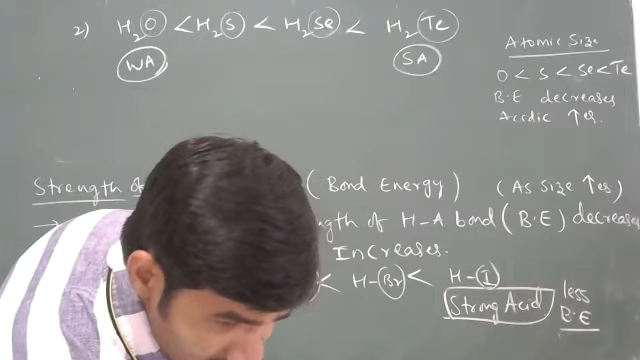 2) H2O < H2S < H2Se < H2Te
WA SA
Atomic Size
O < S < Se < Te
B.E decreases
Acidic ↑es.
Strength of (Bond Energy) (As Size ↑es)
→ of H-A bond (B.E) decreases
Increases.
< H-Br < H-I
Strong Acid less
B.E